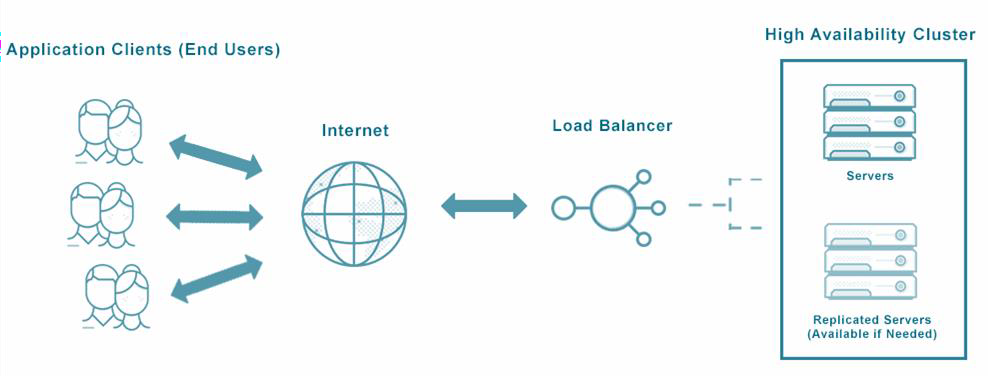 High Availability Cluster
Application Clients (End Users)
Internet
Load Balancer
Servers
Replicated Servers
(Available if Needed)